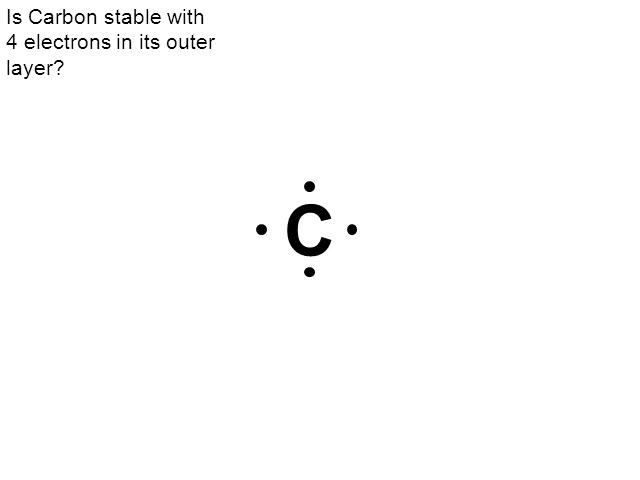 Is Carbon stable with
4 electrons in its outer
layer?
C